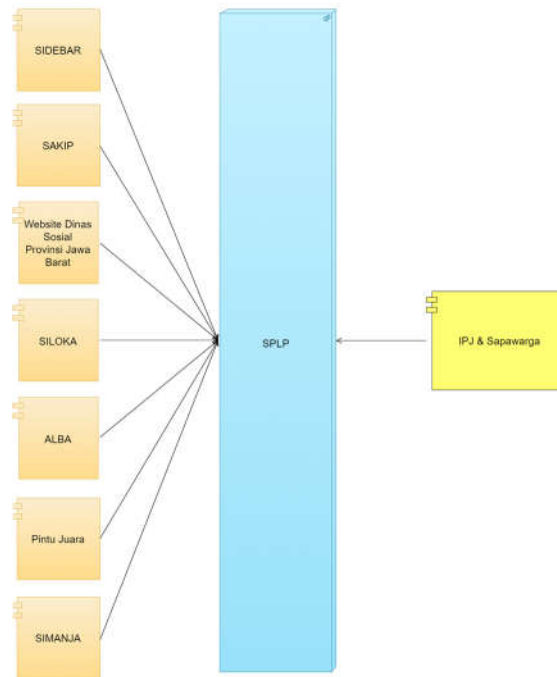 SIDEBAR
SAKIP
Website Dinas
Sosial
Provinsi Jawa
Barat
SILOKA
ALBA
Pintu Juara
SIMANJA
SPLP
IPJ & Sapawarga